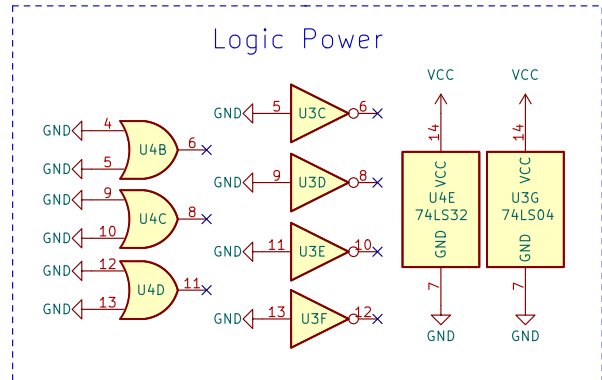 Logic Power
GND 4
U4B 6
GND 5
GND 9
U4C 8
GND 10
GND 12
U4D 11
GND 13
GND 5 U3C 6
GND 9 U3D 8
GND 11 U3E 10
GND 13 U3F 12
VCC
14
VCC
U4E
74LS32
GND
7
GND
VCC
14
VCC
U3G
74LS04
GND
7
GND